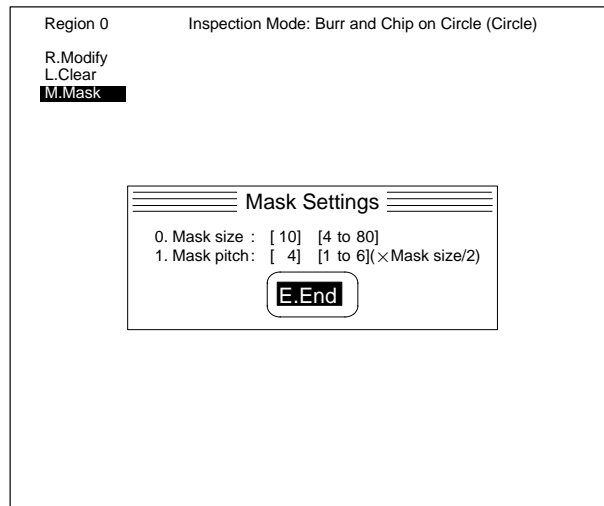 Region 0 Inspection Mode: Burr and Chip on Circle (Circle)
R.Modify
L.Clear
M.Mask
Mask Settings
0. Mask size : [ 10] [4 to 80]
1. Mask pitch: [ 4] [1 to 6](×Mask size/2)
E.End